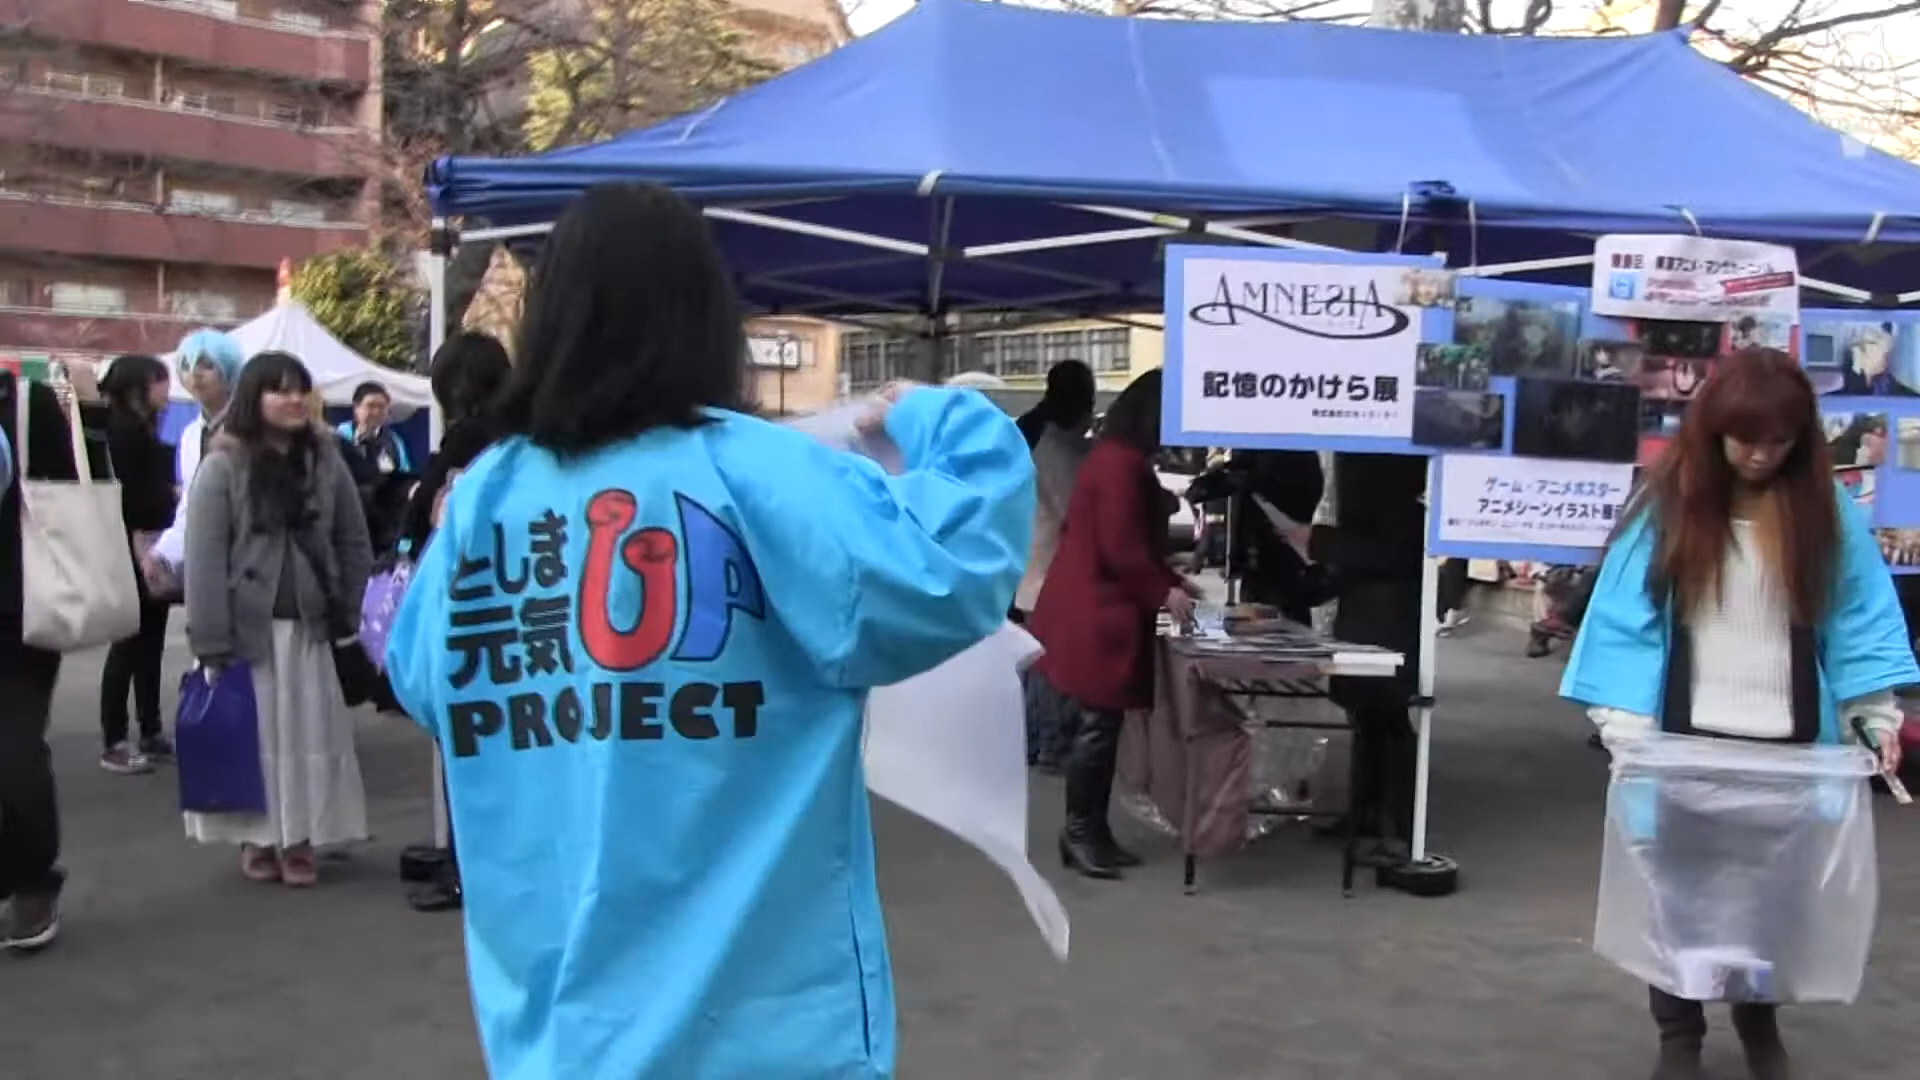 としま
元気
UP
PROJECT
AMNESIA
記憶のかけら展
ゲーム・アニメポスター
アニメシーンイラスト展示